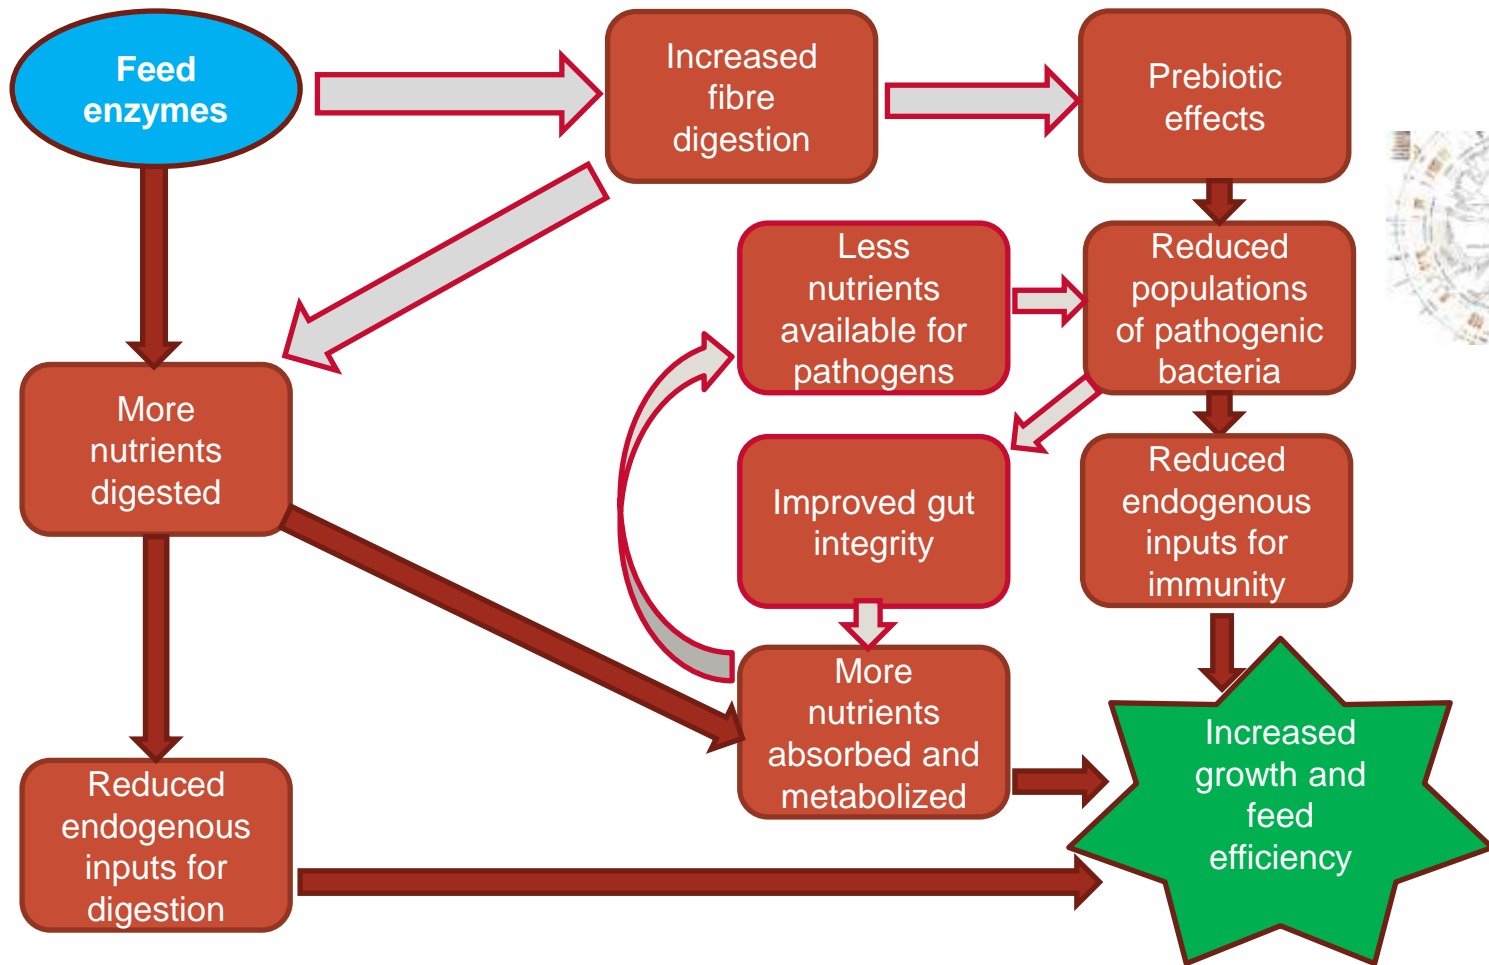 Feed
enzymes
Increased
fibre
digestion
Prebiotic
effects
Less
nutrients
available for
pathogens
Reduced
populations
of pathogenic
bacteria
More
nutrients
digested
Improved gut
integrity
Reduced
endogenous
inputs for
immunity
More
nutrients
absorbed and
metabolized
Increased
growth and
feed
efficiency
Reduced
endogenous
inputs for
digestion